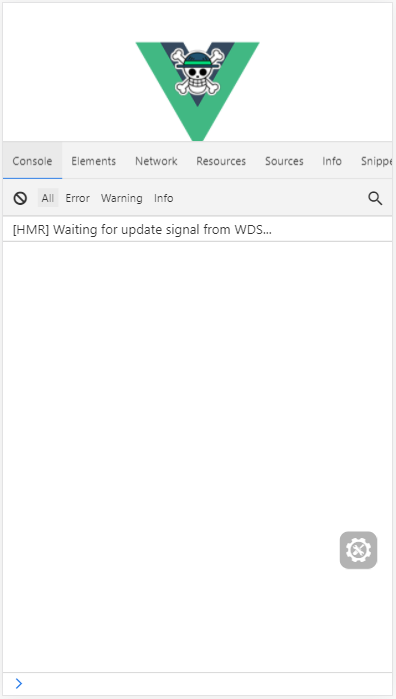 Console Elements Network Resources Sources Info Snippe
All Error Warning Info
[HMR] Waiting for update signal from WDS...